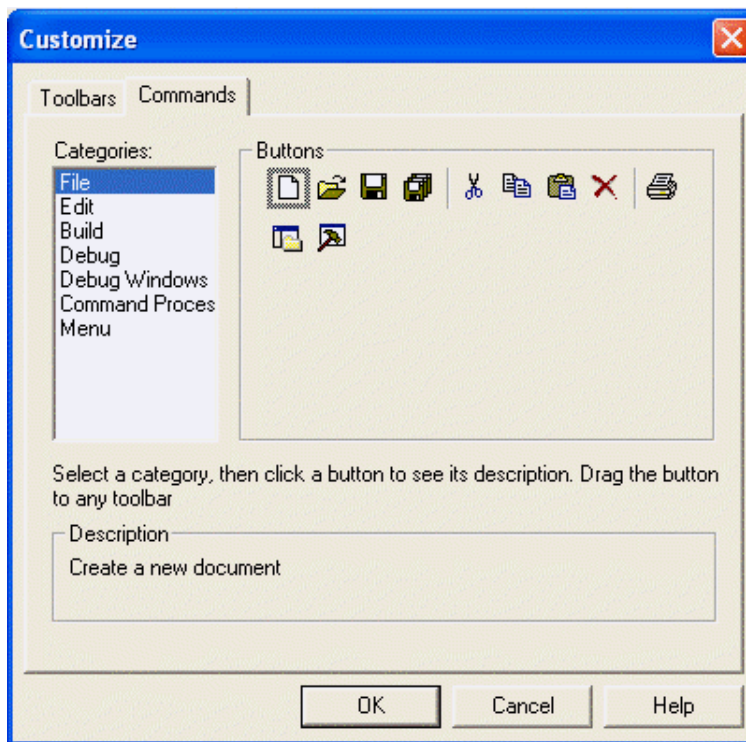 Customize
Toolbars Commands
Categories:
Buttons
File
Edit
Build
Debug
Debug Windows
Command Proces
Menu
Select a category, then click a button to see its description. Drag the button
to any toolbar
Description
Create a new document
OK Cancel Help